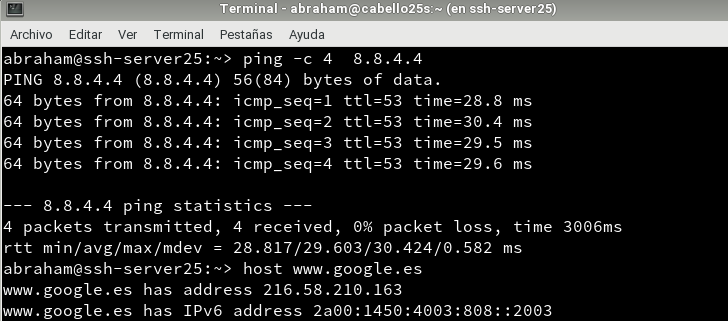 Terminal - abraham@cabello25s:~ (en ssh-server25)
Archivo Editar Ver Terminal Pestañas Ayuda
abraham@ssh-server25:~> ping -c 4  8.8.4.4
PING 8.8.4.4 (8.8.4.4) 56(84) bytes of data.
64 bytes from 8.8.4.4: icmp_seq=1 ttl=53 time=28.8 ms
64 bytes from 8.8.4.4: icmp_seq=2 ttl=53 time=30.4 ms
64 bytes from 8.8.4.4: icmp_seq=3 ttl=53 time=29.5 ms
64 bytes from 8.8.4.4: icmp_seq=4 ttl=53 time=29.6 ms
--- 8.8.4.4 ping statistics ---
4 packets transmitted, 4 received, 0% packet loss, time 3006ms
rtt min/avg/max/mdev = 28.817/29.603/30.424/0.582 ms
abraham@ssh-server25:~> host www.google.es
www.google.es has address 216.58.210.163
www.google.es has IPv6 address 2a00:1450:4003:808::2003